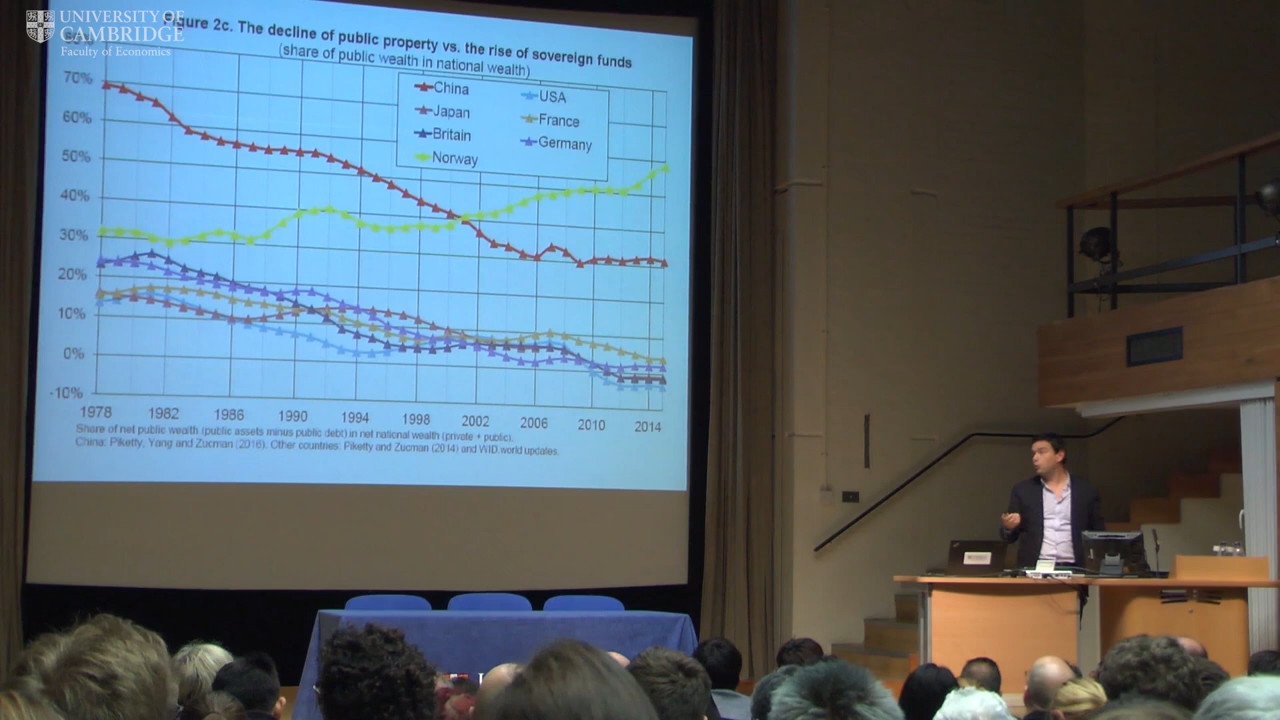 UNIVERSITY OF
CAMBRIDGE
Faculty of Economics
Figure 2c. The decline of public property vs. the rise of sovereign funds
(share of public wealth in national wealth)
China
USA
Japan
France
Britain
Germany
Norway
70%
60%
50%
40%
30%
20%
10%
0%
-10%
1978 1982 1986 1990 1994 1998 2002 2006 2010 2014
Share of net public wealth (public assets minus public debt) in net national wealth (private + public).
China: Piketty, Yang and Zucman (2016). Other countries: Piketty and Zucman (2014) and WID.world updates.